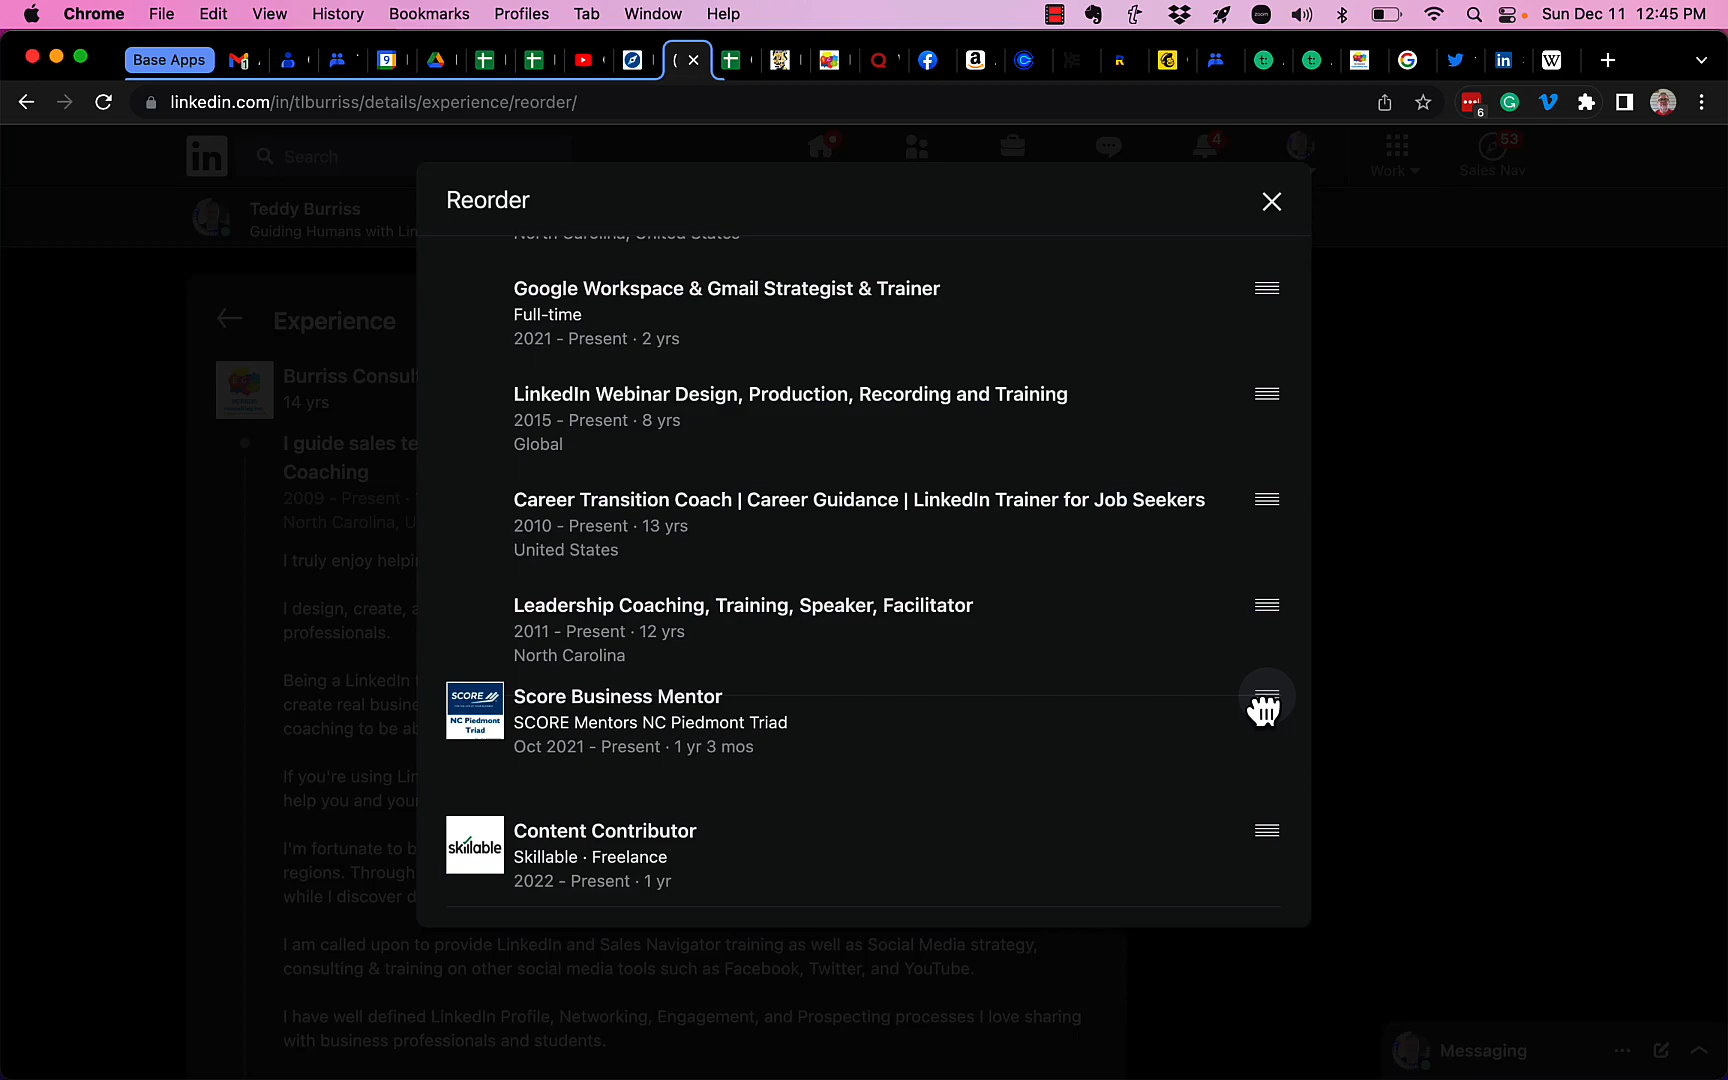 Chrome File Edit View History Bookmarks Profiles Tab Window Help
zoom
Sun Dec 11 12:45 PM
Base Apps
linkedin.com/in/tlburriss/details/experience/reorder/
6
in Search
4
Work
53
Sales Nav
Teddy Burriss
Guiding Humans with Lin
Reorder
North Carolina, United States
Google Workspace & Gmail Strategist & Trainer
Full-time
2021 - Present · 2 yrs
LinkedIn Webinar Design, Production, Recording and Training
2015 - Present · 8 yrs
Global
Career Transition Coach | Career Guidance | LinkedIn Trainer for Job Seekers
2010 - Present · 13 yrs
United States
Leadership Coaching, Training, Speaker, Facilitator
2011 - Present · 12 yrs
North Carolina
SCORE
NC Piedmont
Triad
Score Business Mentor
SCORE Mentors NC Piedmont Triad
Oct 2021 - Present · 1 yr 3 mos
skillable
Content Contributor
Skillable · Freelance
2022 - Present · 1 yr
Experience
Burriss Consul
14 yrs
I guide sales te
Coaching
2009 - Present ·
North Carolina, U
I truly enjoy helpi
I design, create, a
professionals.
Being a LinkedIn
create real busine
coaching to be ab
If you're using Lin
help you and your
I'm fortunate to b
regions. Through
while I discover d
I am called upon to provide LinkedIn and Sales Navigator training as well as Social Media strategy,
consulting & training on other social media tools such as Facebook, Twitter, and YouTube.
I have well defined LinkedIn Profile, Networking, Engagement, and Prospecting processes I love sharing
with business professionals and students.
Messaging